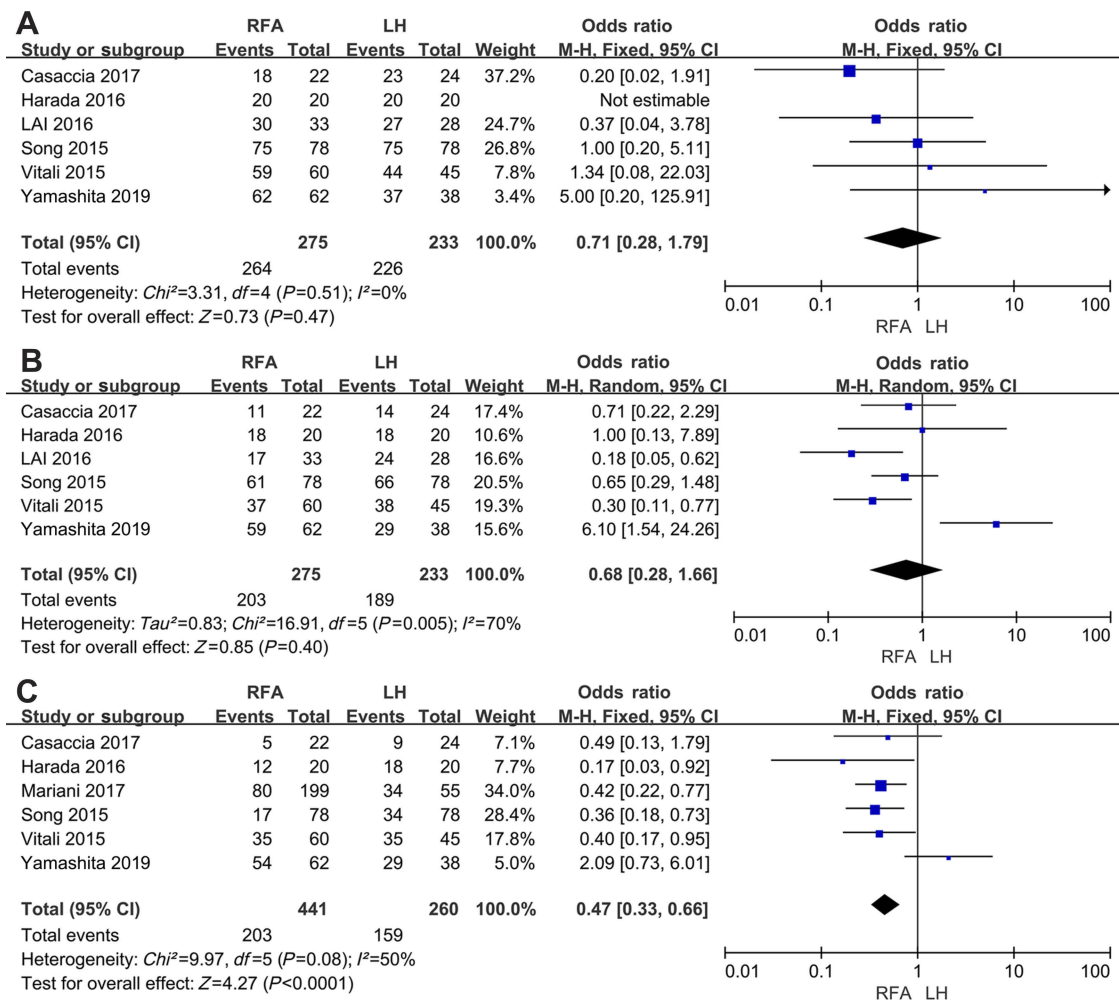 A
RFA LH Odds ratio Odds ratio
Study or subgroup Events Total Events Total Weight M-H, Fixed, 95% CI M-H, Fixed, 95% CI
Casaccia 2017 18 22 23 24 37.2% 0.20 [0.02, 1.91]
Harada 2016 20 20 20 20 Not estimable
LAI 2016 30 33 27 28 24.7% 0.37 [0.04, 3.78]
Song 2015 75 78 75 78 26.8% 1.00 [0.20, 5.11]
Vitali 2015 59 60 44 45 7.8% 1.34 [0.08, 22.03]
Yamashita 2019 62 62 37 38 3.4% 5.00 [0.20, 125.91]
Total (95% CI) 275 233 100.0% 0.71 [0.28, 1.79]
Total events 264 226
Heterogeneity: Chi²=3.31, df=4 (P=0.51); I²=0%
Test for overall effect: Z=0.73 (P=0.47)
0.01 0.1 1 10 100
RFA LH
B
RFA LH Odds ratio Odds ratio
Study or subgroup Events Total Events Total Weight M-H, Random, 95% CI M-H, Random, 95% CI
Casaccia 2017 11 22 14 24 17.4% 0.71 [0.22, 2.29]
Harada 2016 18 20 18 20 10.6% 1.00 [0.13, 7.89]
LAI 2016 17 33 24 28 16.6% 0.18 [0.05, 0.62]
Song 2015 61 78 66 78 20.5% 0.65 [0.29, 1.48]
Vitali 2015 37 60 38 45 19.3% 0.30 [0.11, 0.77]
Yamashita 2019 59 62 29 38 15.6% 6.10 [1.54, 24.26]
Total (95% CI) 275 233 100.0% 0.68 [0.28, 1.66]
Total events 203 189
Heterogeneity: Tau²=0.83; Chi²=16.91, df=5 (P=0.005); I²=70%
Test for overall effect: Z=0.85 (P=0.40)
0.01 0.1 1 10 100
RFA LH
C
RFA LH Odds ratio Odds ratio
Study or subgroup Events Total Events Total Weight M-H, Fixed, 95% CI M-H, Fixed, 95% CI
Casaccia 2017 5 22 9 24 7.1% 0.49 [0.13, 1.79]
Harada 2016 12 20 18 20 7.7% 0.17 [0.03, 0.92]
Mariani 2017 80 199 34 55 34.0% 0.42 [0.22, 0.77]
Song 2015 17 78 34 78 28.4% 0.36 [0.18, 0.73]
Vitali 2015 35 60 35 45 17.8% 0.40 [0.17, 0.95]
Yamashita 2019 54 62 29 38 5.0% 2.09 [0.73, 6.01]
Total (95% CI) 441 260 100.0% 0.47 [0.33, 0.66]
Total events 203 159
Heterogeneity: Chi²=9.97, df=5 (P=0.08); I²=50%
Test for overall effect: Z=4.27 (P<0.0001)
0.01 0.1 1 10 100
RFA LH